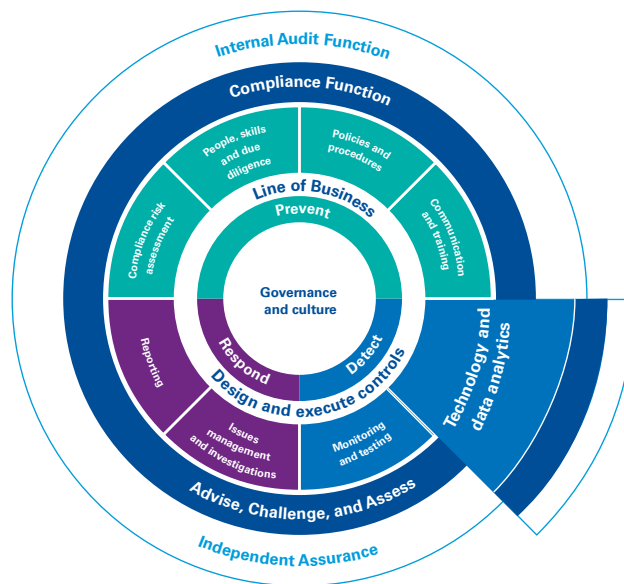 Internal Audit Function
Compliance Function
People, skills
and due
diligence
Policies and
procedures
Compliance risk
assessment
Communication
and training
Line of Business
Prevent
Governance
and culture
Respond
Detect
Design and execute controls
Reporting
Technology and
data analytics
Issues
management
and investigations
Monitoring
and testing
Advise, Challenge, and Assess
Independent Assurance